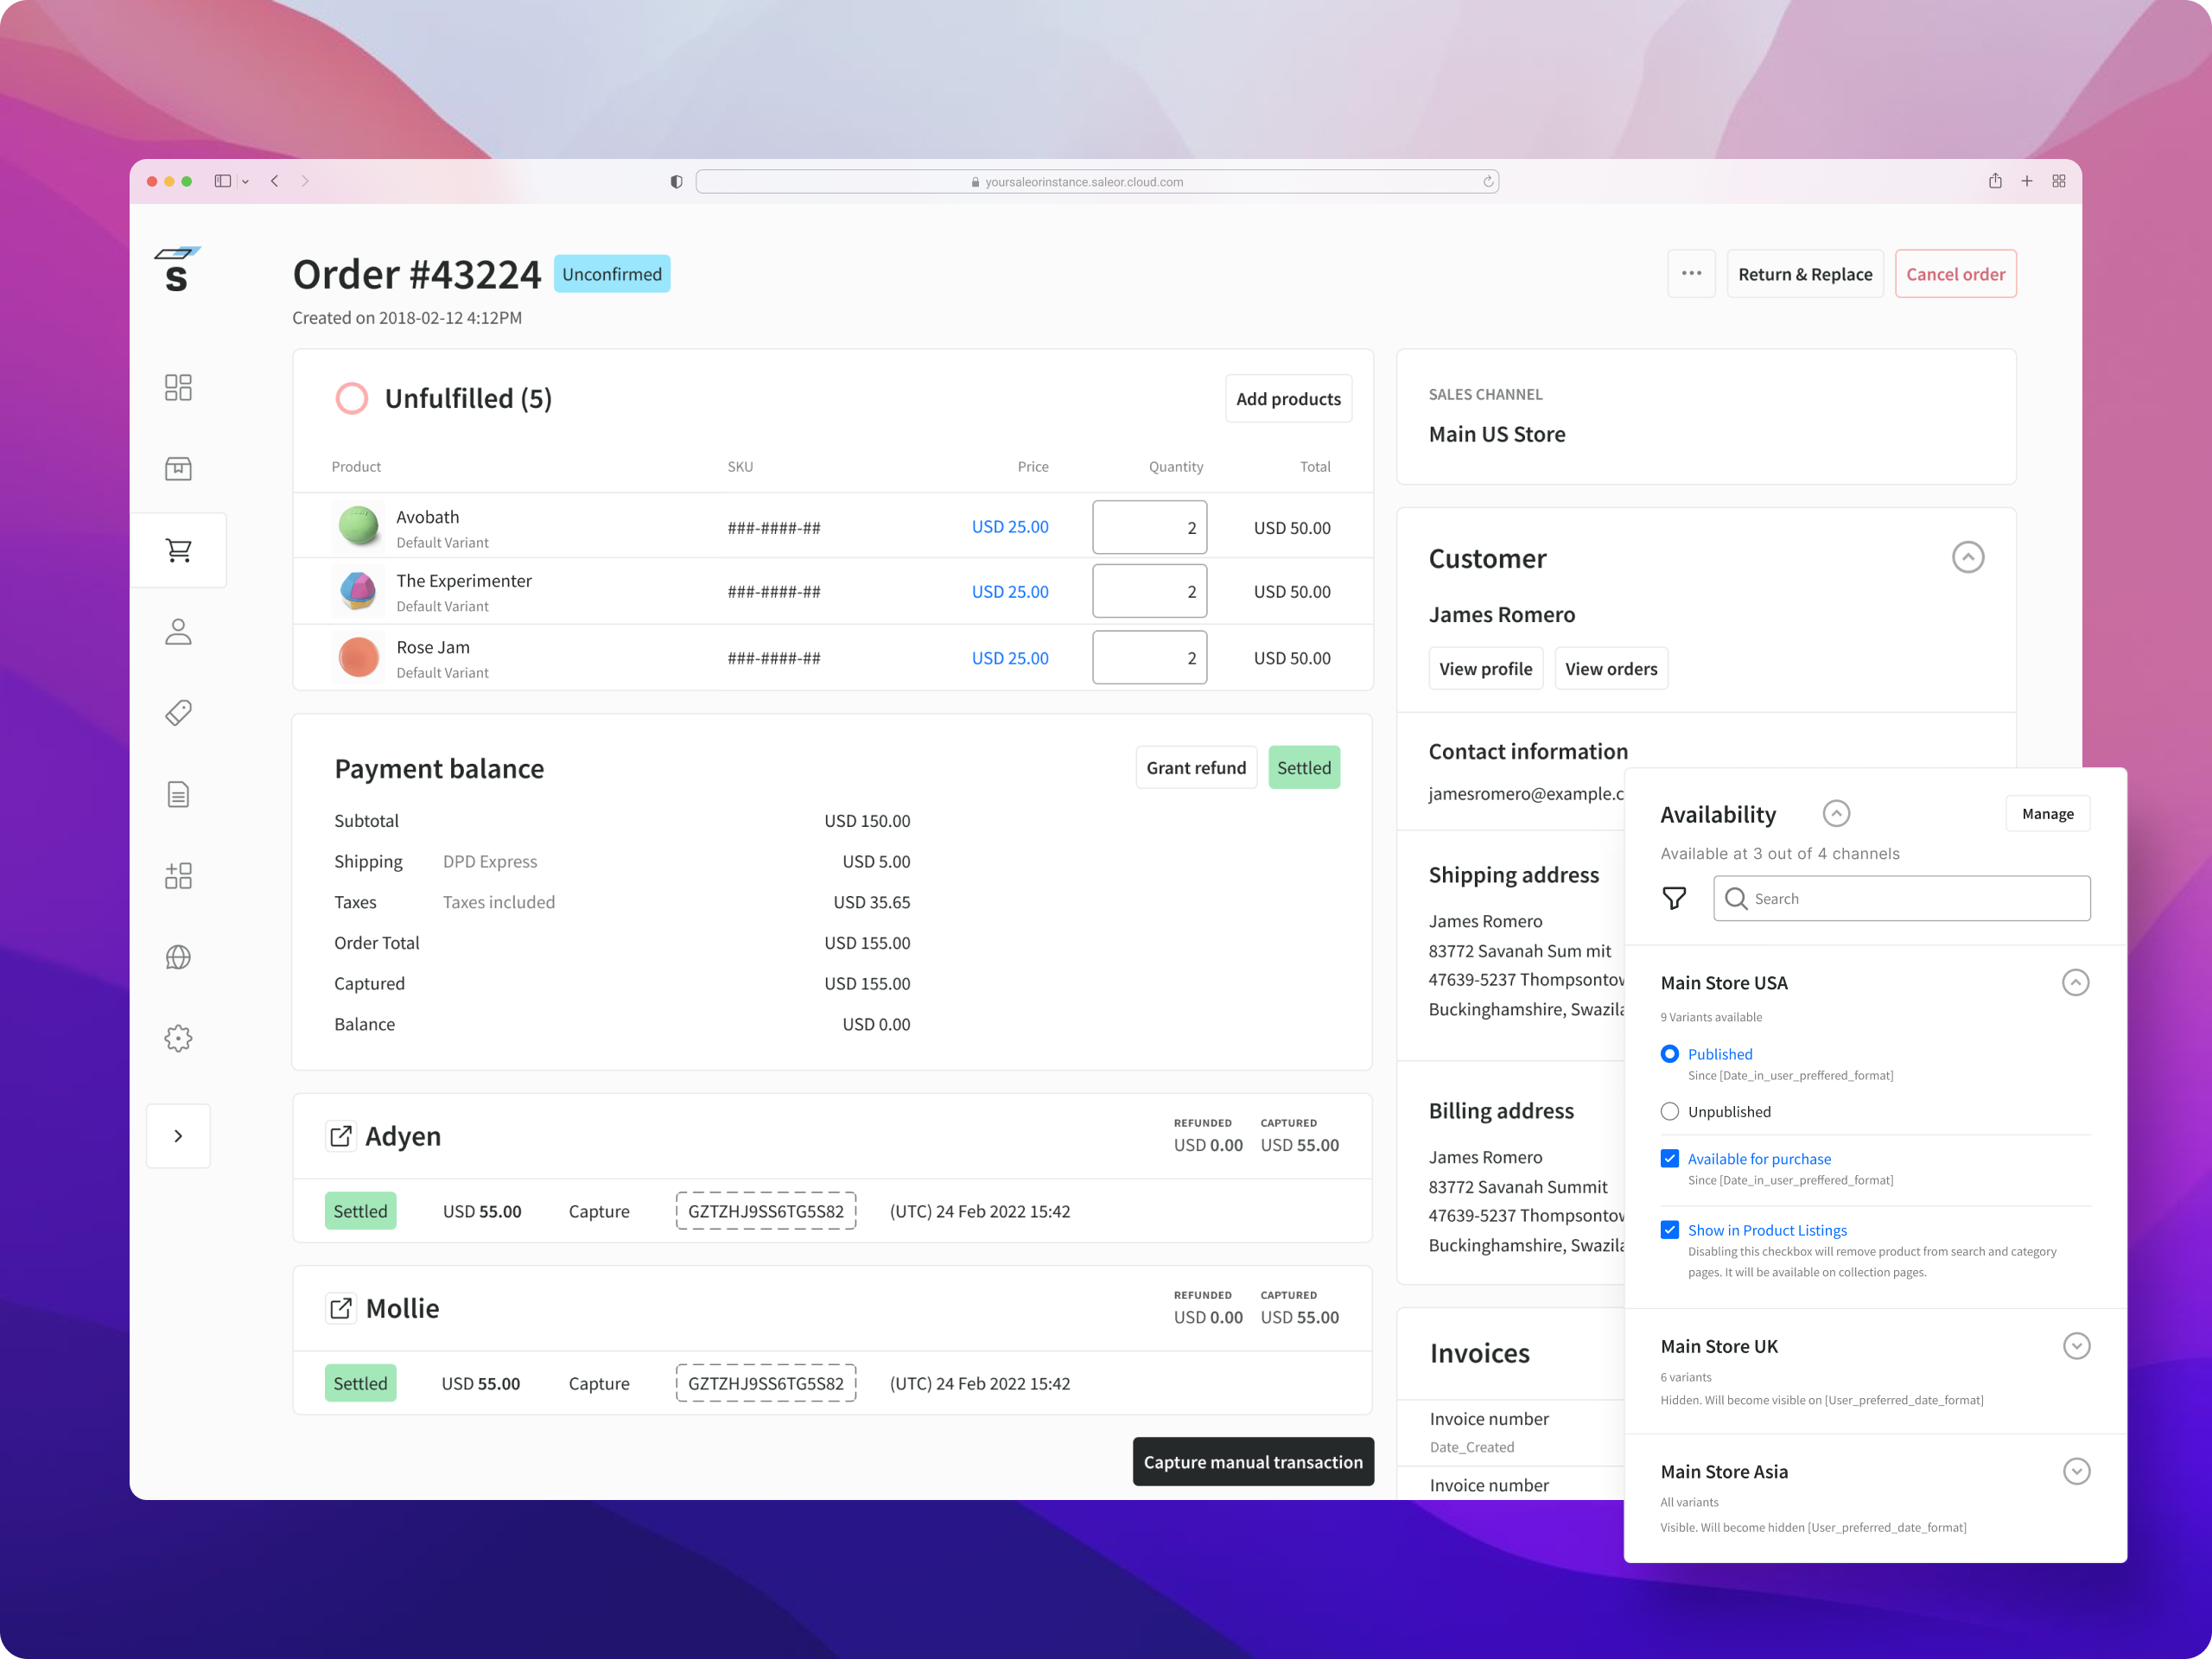 yoursaleorinstance.saleor.cloud.com
S
Order #43224 Unconfirmed
Created on 2018-02-12 4:12PM
... Return & Replace Cancel order
Unfulfilled (5) Add products
Product SKU Price Quantity Total
Avobath
Default Variant
###-####-## USD 25.00 2 USD 50.00
The Experimenter
Default Variant
###-####-## USD 25.00 2 USD 50.00
Rose Jam
Default Variant
###-####-## USD 25.00 2 USD 50.00
Payment balance Grant refund Settled
Subtotal USD 150.00
Shipping DPD Express USD 5.00
Taxes Taxes included USD 35.65
Order Total USD 155.00
Captured USD 155.00
Balance USD 0.00
Adyen
REFUNDED CAPTURED
USD 0.00 USD 55.00
Settled USD 55.00 Capture GZTZHJ9SS6TG5S82 (UTC) 24 Feb 2022 15:42
Mollie
REFUNDED CAPTURED
USD 0.00 USD 55.00
Settled USD 55.00 Capture GZTZHJ9SS6TG5S82 (UTC) 24 Feb 2022 15:42
Capture manual transaction
SALES CHANNEL
Main US Store
Customer
James Romero
View profile View orders
Contact information
jamesromero@example.c
Shipping address
James Romero
83772 Savanah Sum mit
47639-5237 Thompsontow
Buckinghamshire, Swazila
Billing address
James Romero
83772 Savanah Summit
47639-5237 Thompsontow
Buckinghamshire, Swazila
Invoices
Invoice number
Date_Created
Invoice number
Availability Manage
Available at 3 out of 4 channels
Search
Main Store USA
9 Variants available
Published
Since [Date_in_user_preffered_format]
Unpublished
Available for purchase
Since [Date_in_user_preffered_format]
Show in Product Listings
Disabling this checkbox will remove product from search and category
pages. It will be available on collection pages.
Main Store UK
6 variants
Hidden. Will become visible on [User_preferred_date_format]
Main Store Asia
All variants
Visible. Will become hidden [User_preferred_date_format]